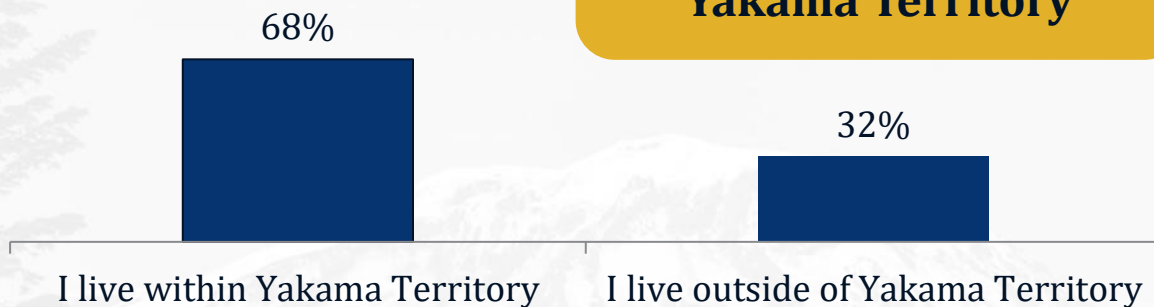 Yakama Territory
68%
32%
I live within Yakama Territory
I live outside of Yakama Territory